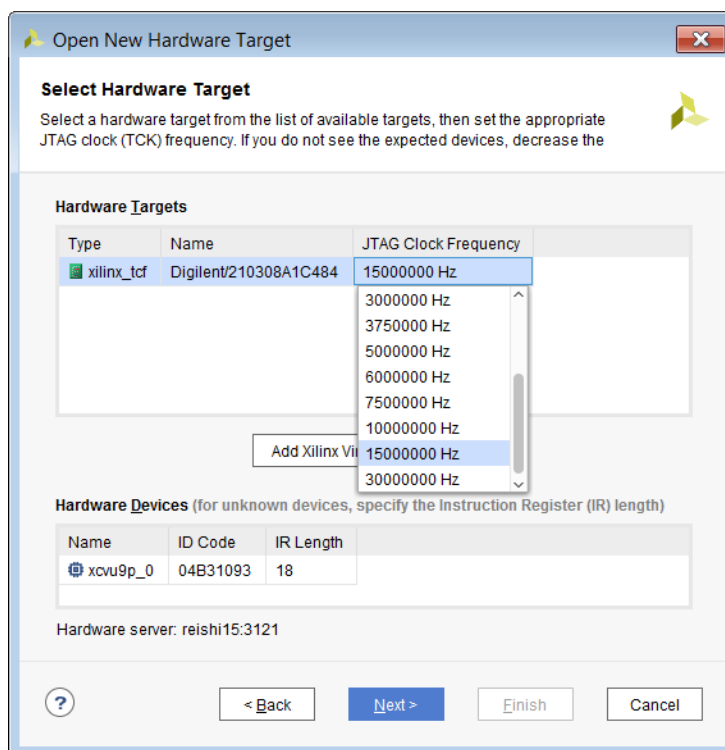 Open New Hardware Target
Select Hardware Target
Select a hardware target from the list of available targets, then set the appropriate
JTAG clock (TCK) frequency. If you do not see the expected devices, decrease the
Hardware Targets
Type Name JTAG Clock Frequency
xilinx_tcf Digilent/210308A1C484 15000000 Hz
3000000 Hz
3750000 Hz
5000000 Hz
6000000 Hz
7500000 Hz
10000000 Hz
Add Xilinx Vi 15000000 Hz
30000000 Hz
Hardware Devices (for unknown devices, specify the Instruction Register (IR) length)
Name ID Code IR Length
xcvu9p_0 04B31093 18
Hardware server: reishi15:3121
? < Back Next > Finish Cancel